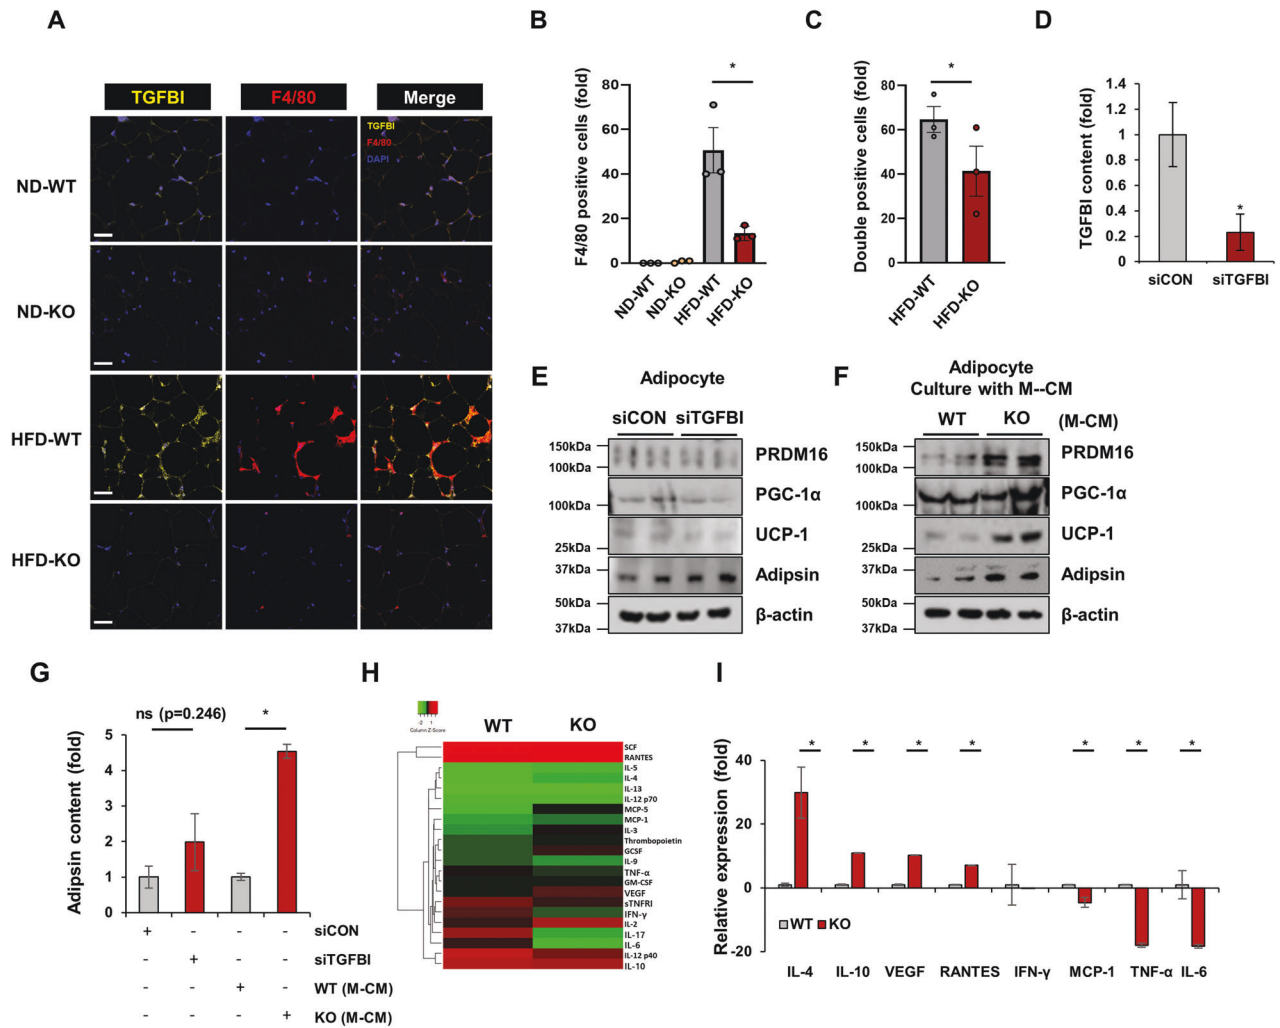 A
TGFBI F4/80 Merge
TGFBI
F4/80
DAPI
ND-WT
ND-KO
HFD-WT
HFD-KO
B
F4/80 positive cells (fold)
*
80
60
40
20
0
ND-WT ND-KO HFD-WT HFD-KO
C
Double positive cells (fold)
*
80
60
40
20
0
HFD-WT HFD-KO
D
TGFBI content (fold)
1.4
1.2
1
0.8
0.6
0.4
0.2
0
*
siCON siTGFBI
E
Adipocyte
siCON siTGFBI
150kDa
100kDa
PRDM16
100kDa
PGC-1α
25kDa
UCP-1
37kDa
Adipsin
50kDa
37kDa
β-actin
F
Adipocyte
Culture with M--CM
WT KO (M-CM)
150kDa
100kDa
PRDM16
100kDa
PGC-1α
25kDa
UCP-1
37kDa
25kDa
Adipsin
50kDa
37kDa
β-actin
G
ns (p=0.246) *
Adipsin content (fold)
5
4
3
2
1
0
+ - - - siCON
- + - - siTGFBI
- - + - WT (M-CM)
- - - + KO (M-CM)
H
-2 1
Column Z-Score
WT KO
SCF
RANTES
IL-5
IL-4
IL-13
IL-12 p70
MCP-5
MCP-1
IL-3
Thrombopoietin
GCSF
IL-9
TNF-α
GM-CSF
VEGF
sTNFRI
IFN-γ
IL-2
IL-17
IL-6
IL-12 p40
IL-10
I
Relative expression (fold)
* * * * * * *
40
20
0
-20
WT KO
IL-4 IL-10 VEGF RANTES IFN-γ MCP-1 TNF-α IL-6